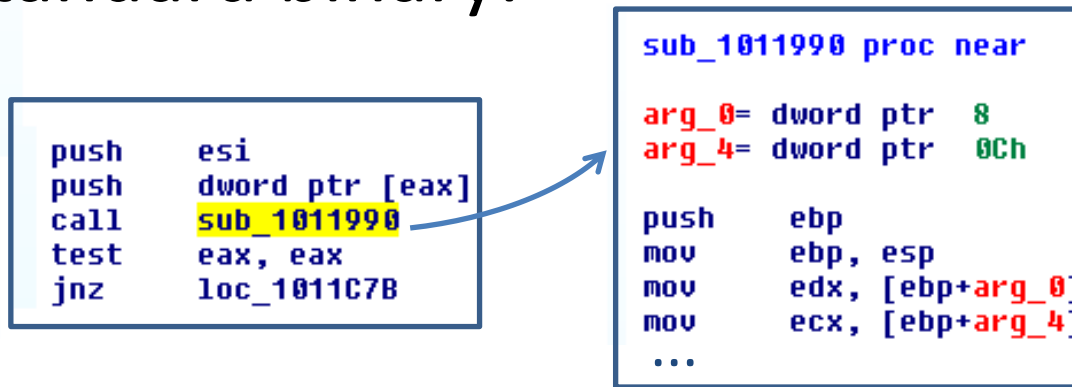 push esi
push dword ptr [eax]
call sub_1011990
test eax, eax
jnz loc_1011C7B
sub_1011990 proc near
arg_0= dword ptr 8
arg_4= dword ptr 0Ch
push ebp
mov ebp, esp
mov edx, [ebp+arg_0]
mov ecx, [ebp+arg_4]
...